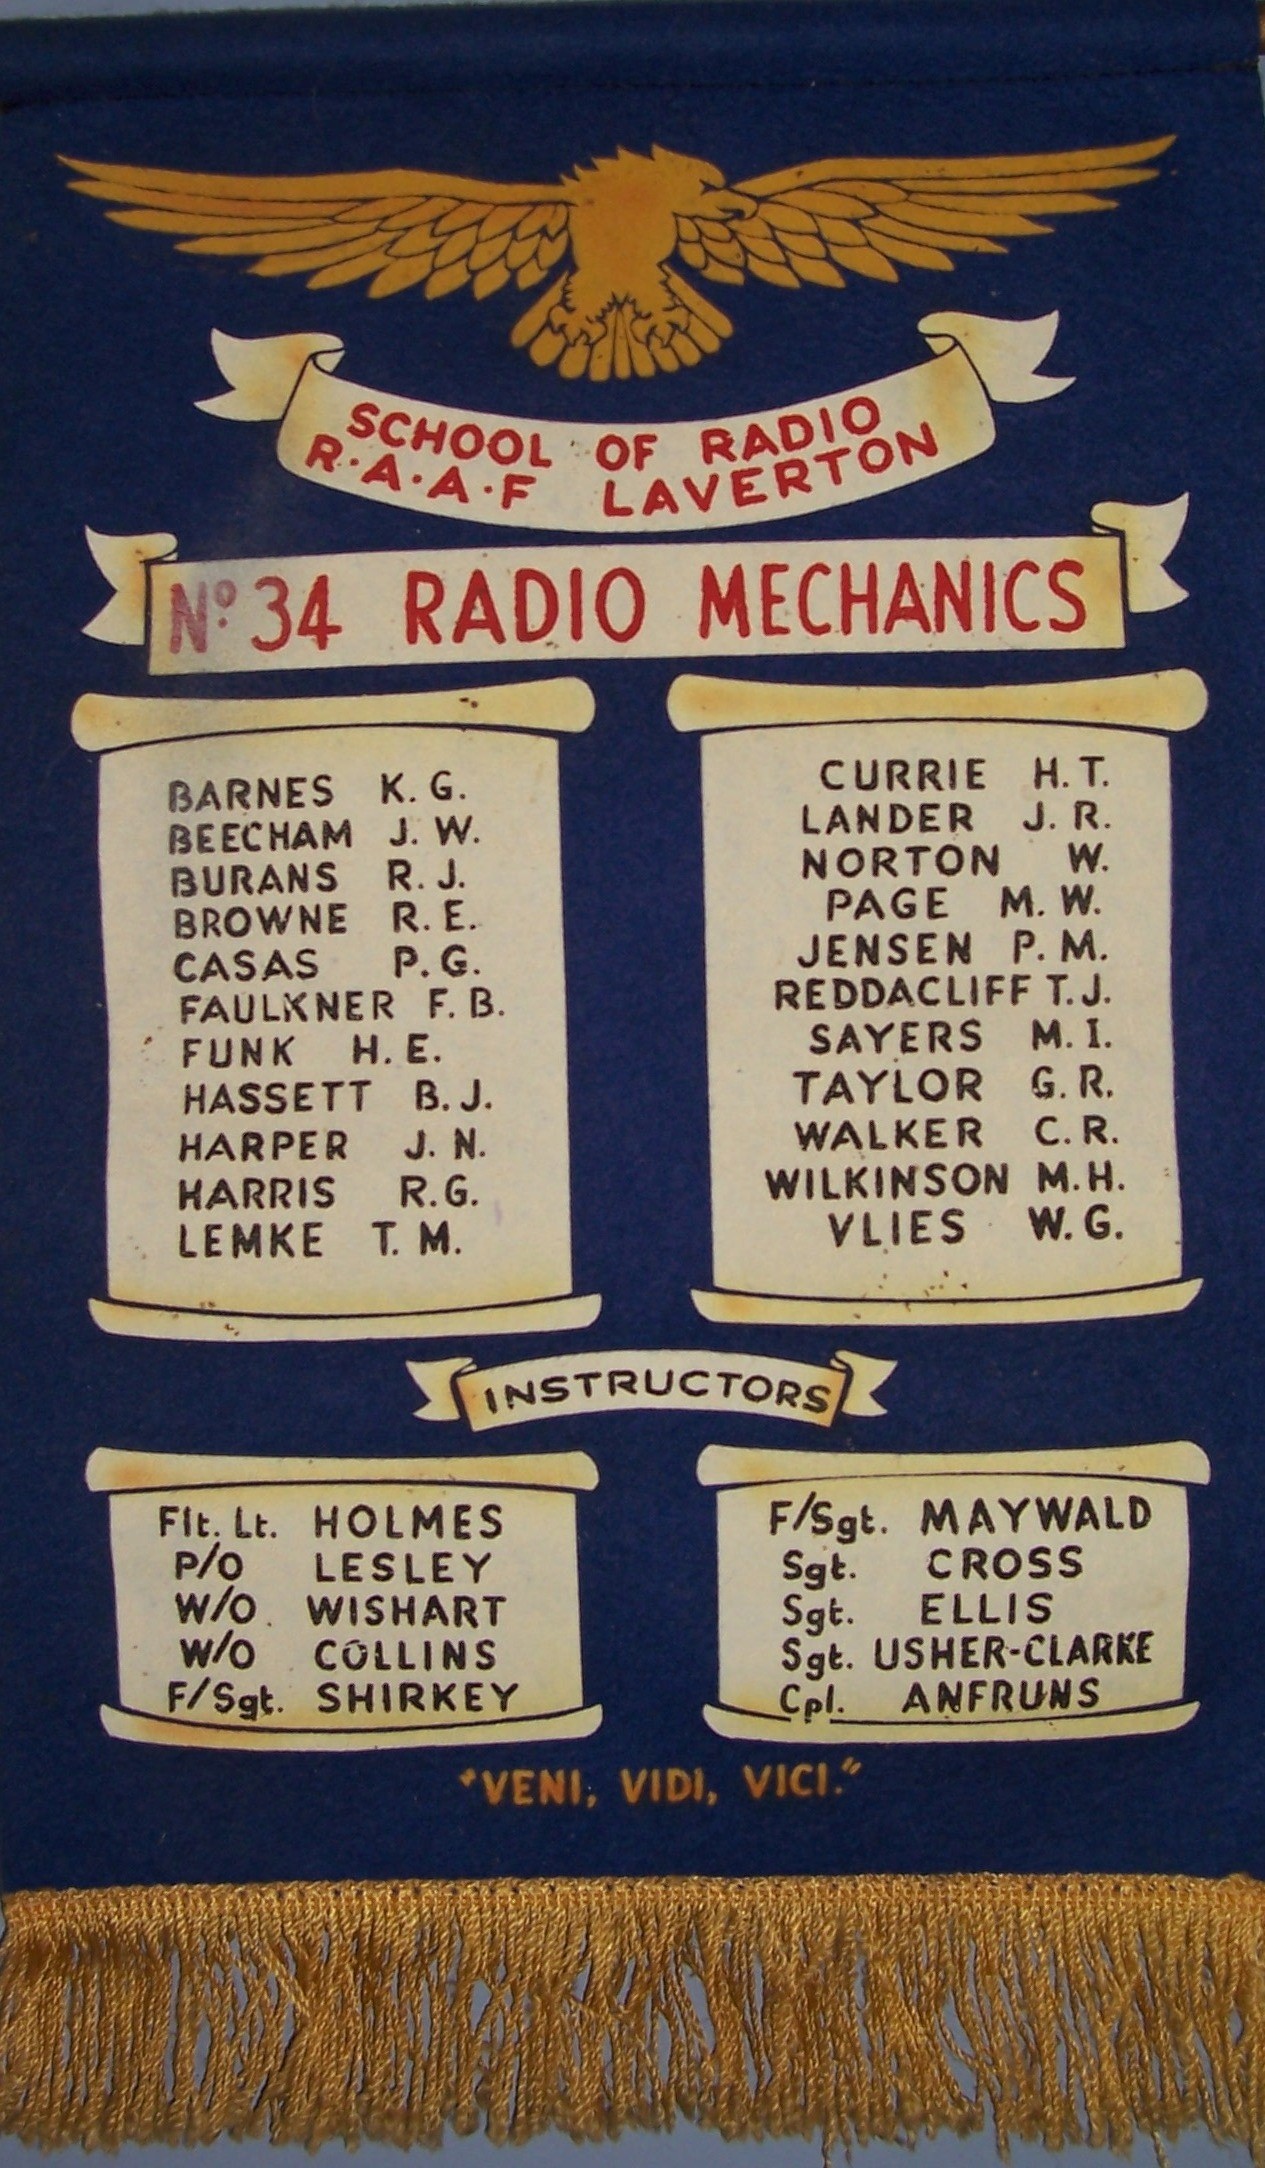 SCHOOL OF RADIO
R·A·A·F LAVERTON
Nº 34 RADIO MECHANICS
BARNES K. G.
BEECHAM J. W.
BURANS R. J.
BROWNE R. E.
CASAS P. G.
FAULKNER F. B.
FUNK H. E.
HASSETT B. J.
HARPER J. N.
HARRIS R. G.
LEMKE T. M.
CURRIE H. T.
LANDER J. R.
NORTON W.
PAGE M. W.
JENSEN P. M.
REDDACLIFF T. J.
SAYERS M. I.
TAYLOR G. R.
WALKER C. R.
WILKINSON M. H.
VLIES W. G.
INSTRUCTORS
Flt. Lt. HOLMES
P/O LESLEY
W/O. WISHART
W/O COLLINS
F/Sgt. SHIRKEY
F/Sgt. MAYWALD
Sgt. CROSS
Sgt. ELLIS
Sgt. USHER-CLARKE
Cpl. ANFRUNS
"VENI, VIDI, VICI."